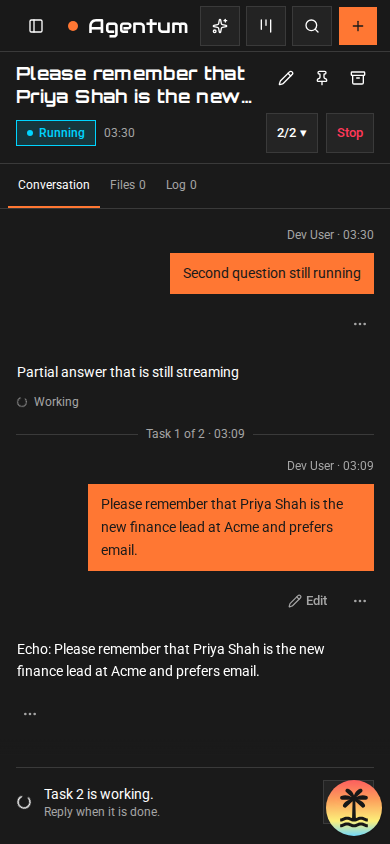 Agentum
Please remember that
Priya Shah is the new…
Running 03:30
2/2 ▾
Stop
Conversation
Files 0
Log 0
Dev User · 03:30
Second question still running
Partial answer that is still streaming
Working
Task 1 of 2 · 03:09
Dev User · 03:09
Please remember that Priya Shah is the
new finance lead at Acme and prefers
email.
Edit
Echo: Please remember that Priya Shah is the new
finance lead at Acme and prefers email.
Task 2 is working.
Reply when it is done.